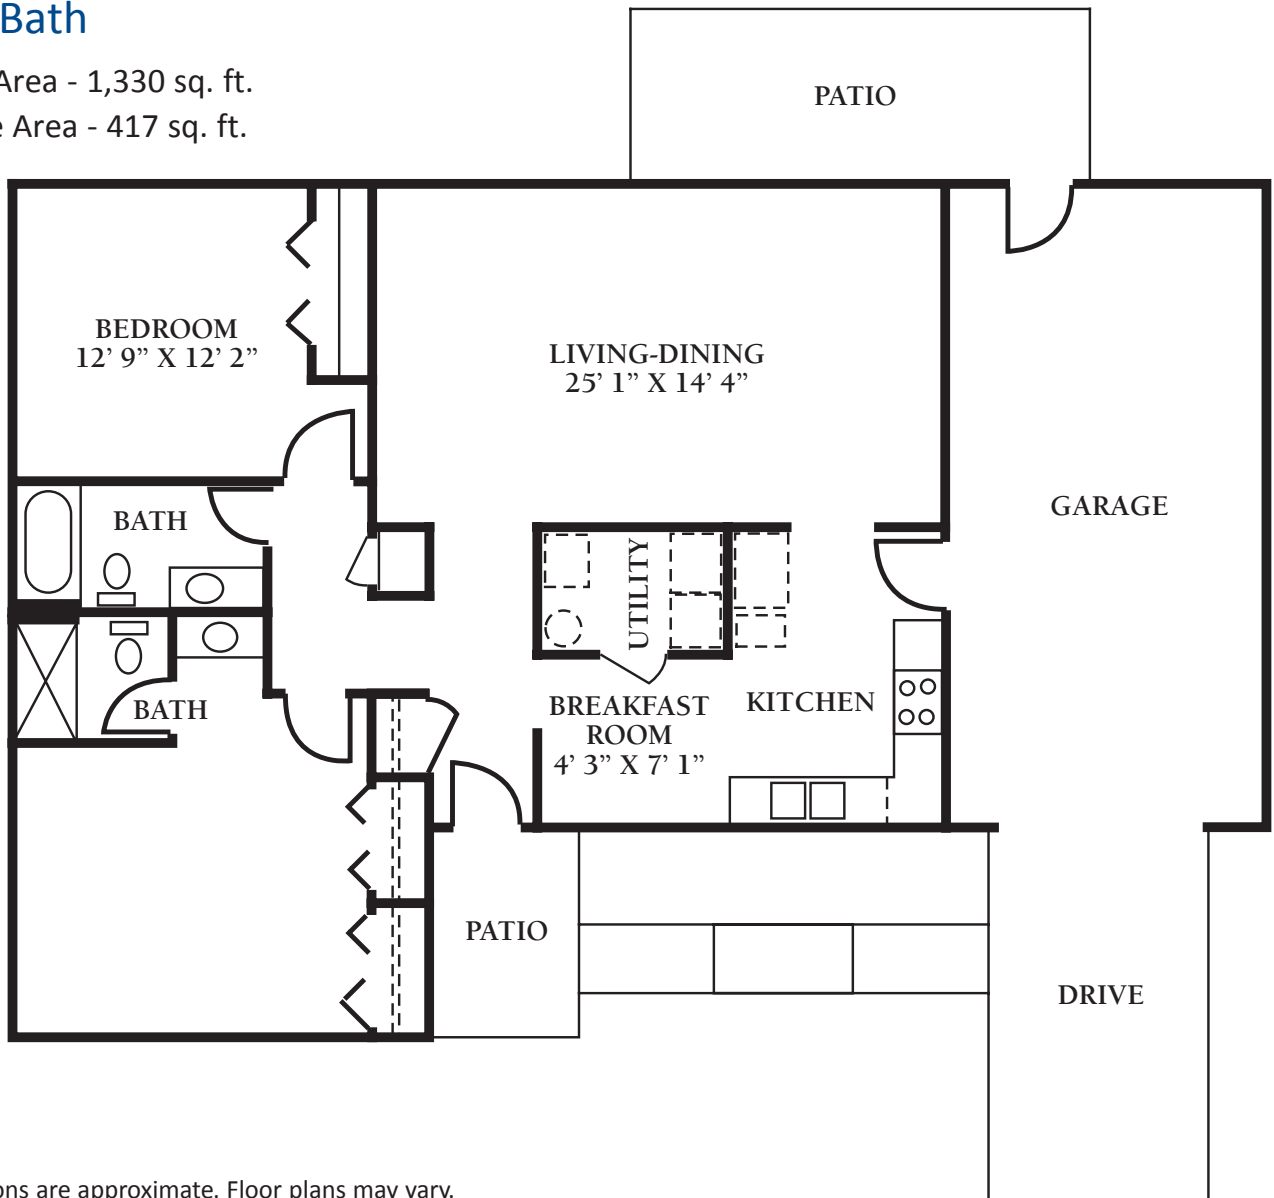 Bath
Area - 1,330 sq. ft.
Area - 417 sq. ft.
PATIO
BEDROOM
12’ 9” X 12’ 2”
LIVING-DINING
25’ 1” X 14’ 4”
GARAGE
BATH
UTILITY
BATH
BREAKFAST
ROOM
4’ 3” X 7’ 1”
KITCHEN
PATIO
DRIVE
are approximate. Floor plans may vary.